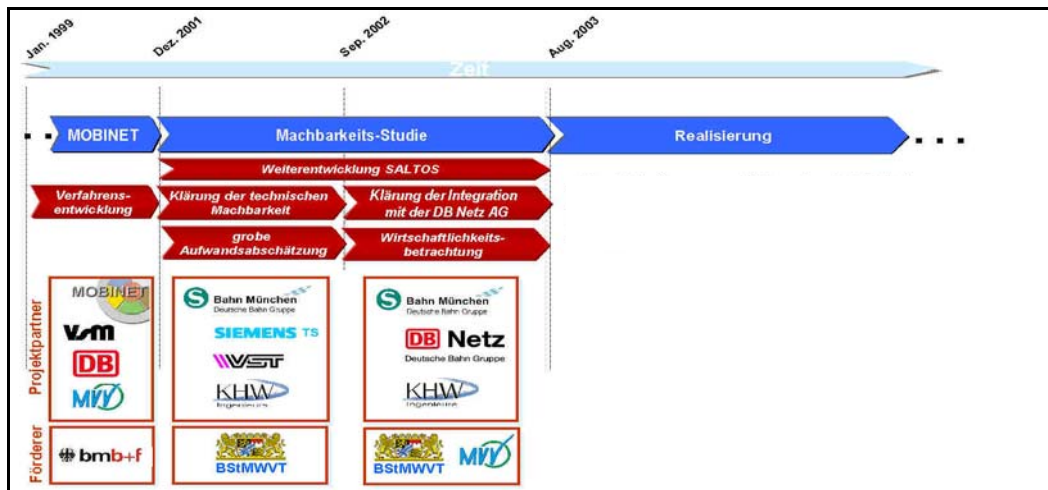 Jan. 1999
Dez. 2001
Sep. 2002
Aug. 2003
Zeit
MOBINET
Machbarkeits-Studie
Realisierung
Weiterentwicklung SALTOS
Verfahrens-
entwicklung
Klärung der technischen
Machbarkeit
Klärung der Integration
mit der DB Netz AG
grobe
Aufwandsabschätzung
Wirtschaftlichkeits-
betrachtung
Projektpartner
MOBINET
vsm
DB
MVV
S Bahn München
Deutsche Bahn Gruppe
SIEMENS TS
VST
KHW
Ingenieure
S Bahn München
Deutsche Bahn Gruppe
DB Netz
Deutsche Bahn Gruppe
KHW
Ingenieure
Förderer
bmb+f
BStMWVT
BStMWVT
MVV